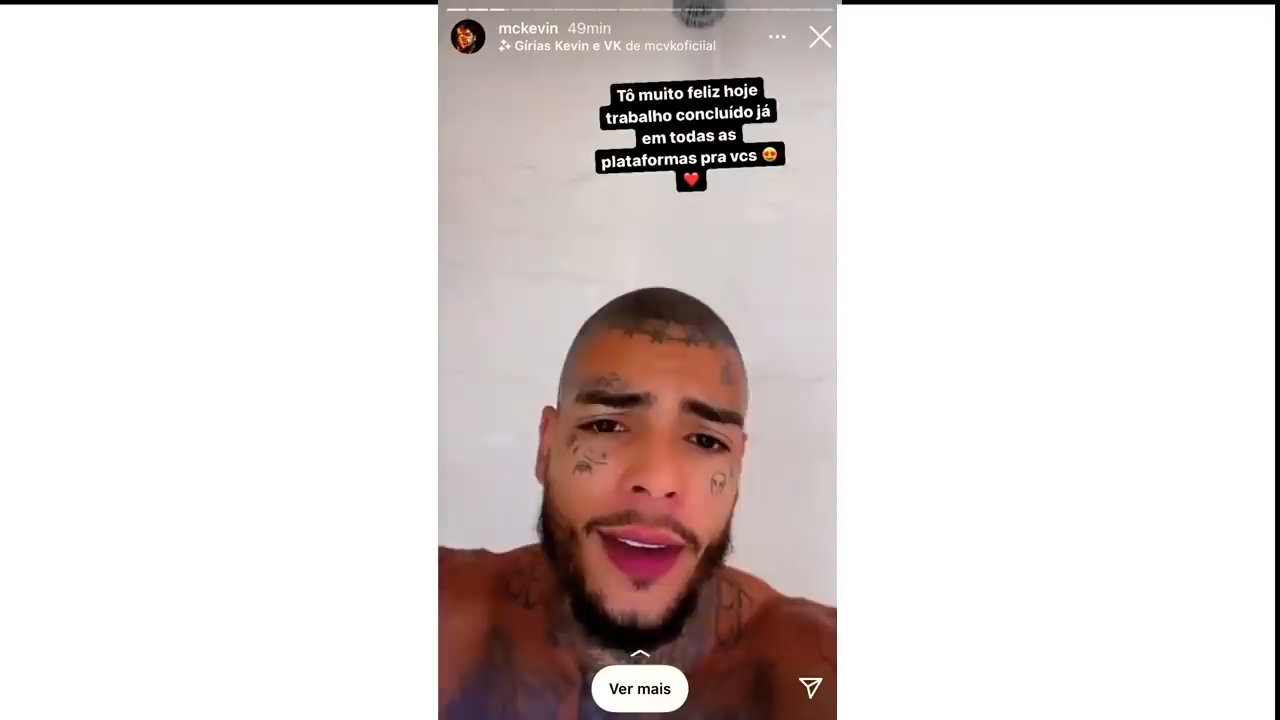 mckevin 49min
Gírias Kevin e VK de mcvkoficiial
Tô muito feliz hoje
trabalho concluído já
em todas as
plataformas pra vcs 😍
❤️
Ver mais